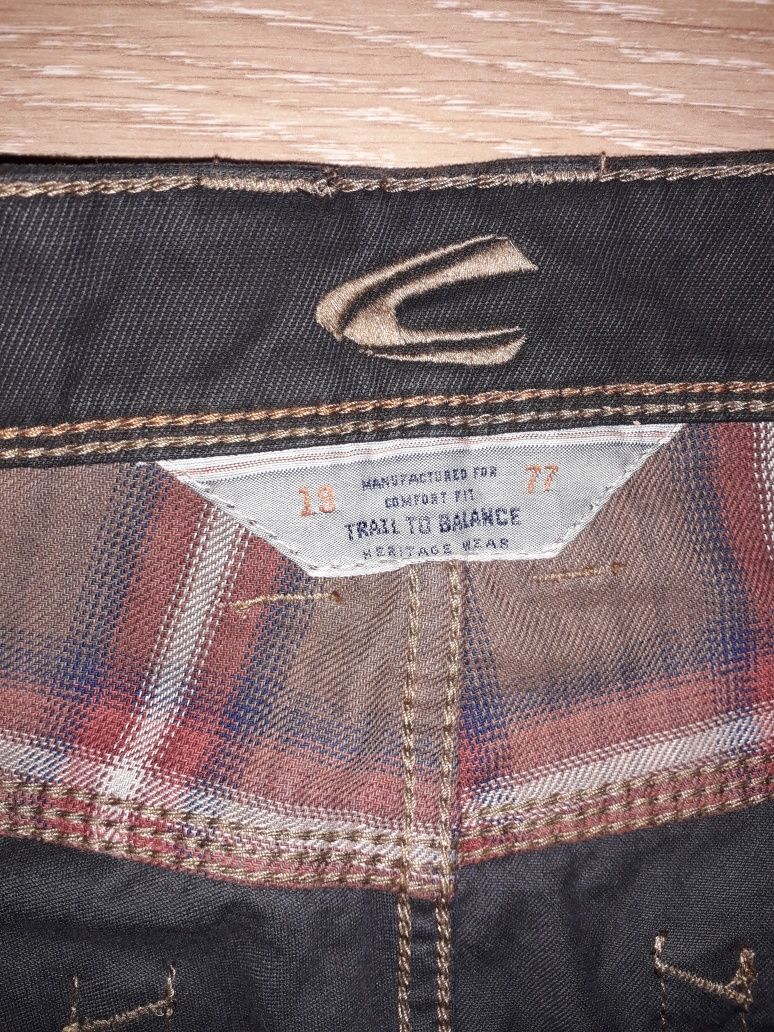 MANUFACTURED FOR
18 COMFORT FIT 77
TRAIL TO BALANCE
HERITAGE WEAR